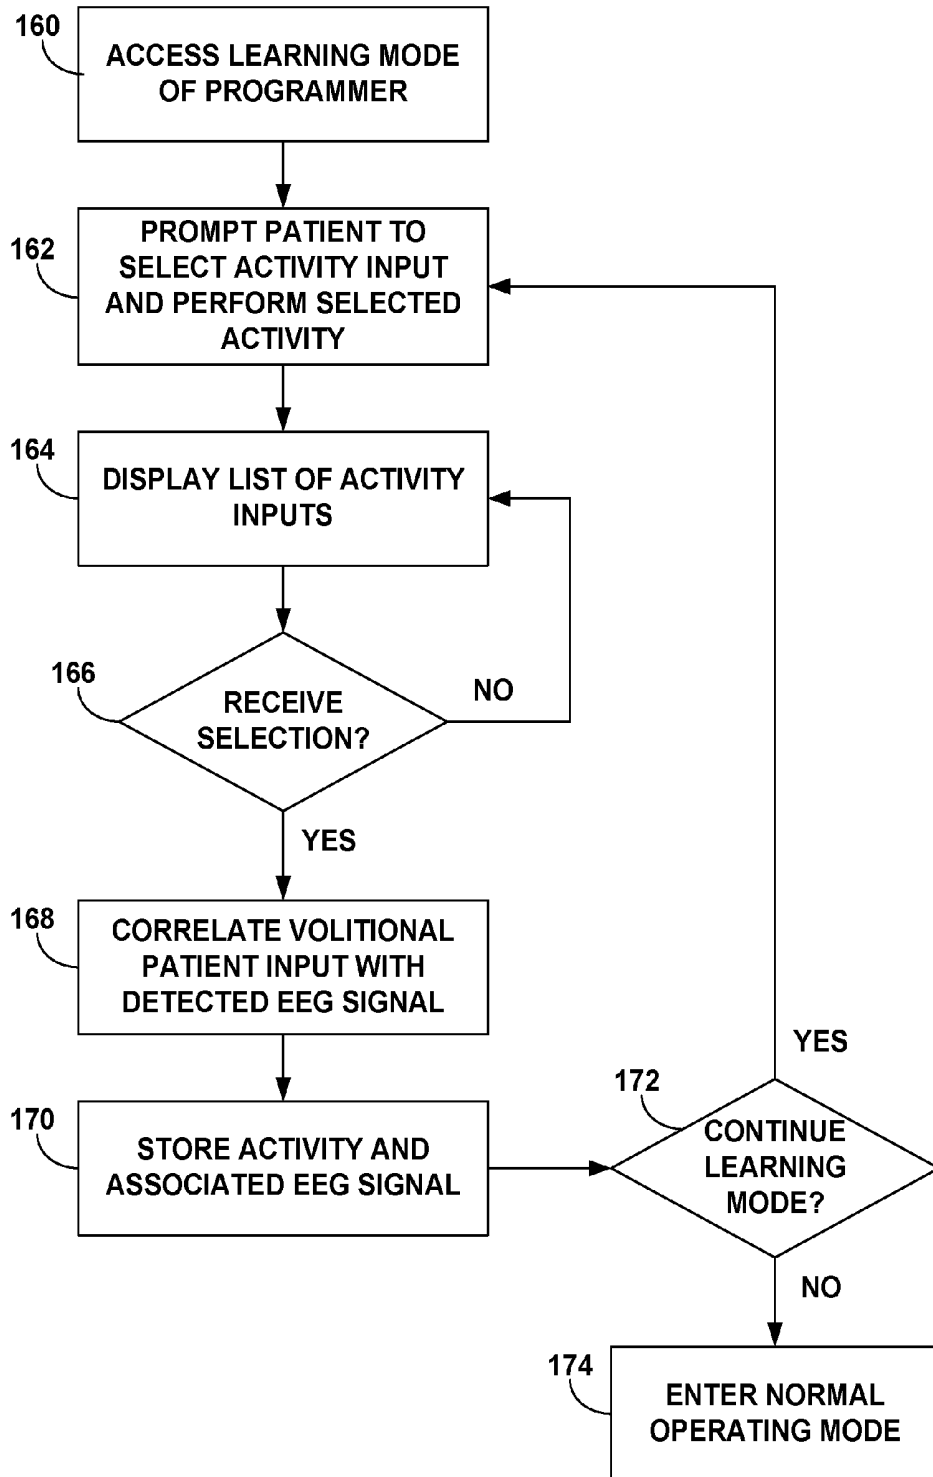 160
ACCESS LEARNING MODE
OF PROGRAMMER
162
PROMPT PATIENT TO
SELECT ACTIVITY INPUT
AND PERFORM SELECTED
ACTIVITY
164
DISPLAY LIST OF ACTIVITY
INPUTS
166
RECEIVE
SELECTION?
NO
YES
168
CORRELATE VOLITIONAL
PATIENT INPUT WITH
DETECTED EEG SIGNAL
170
STORE ACTIVITY AND
ASSOCIATED EEG SIGNAL
172
CONTINUE
LEARNING
MODE?
YES
NO
174
ENTER NORMAL
OPERATING MODE